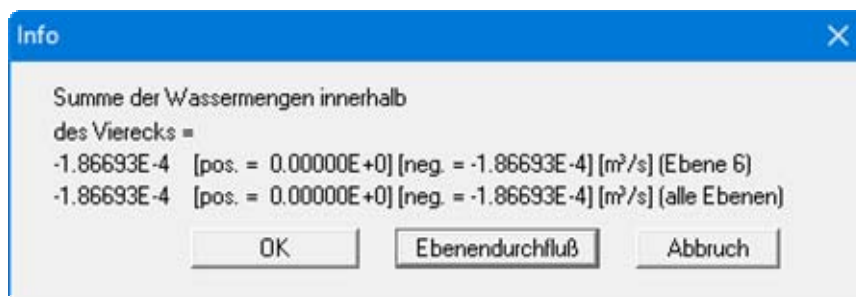 Info
Summe der Wassermengen innerhalb
des Vierecks =
-1.86693E-4 [pos. = 0.00000E+0] [neg. = -1.86693E-4] [m³/s] (Ebene 6)
-1.86693E-4 [pos. = 0.00000E+0] [neg. = -1.86693E-4] [m³/s] (alle Ebenen)
OK Ebenendurchfluß Abbruch